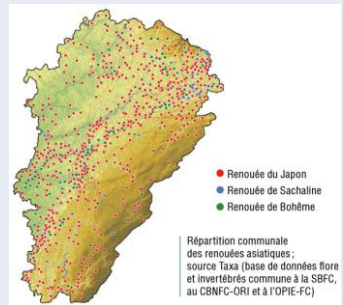 Renouée du Japon
Renouée de Sachaline
Renouée de Bohême
Répartition communale
des renouées asiatiques ;
source Taxa (base de données flore
et invertébrés commune à la SBFC,
au CBNFC-ORI et à l'OPIE-FC)